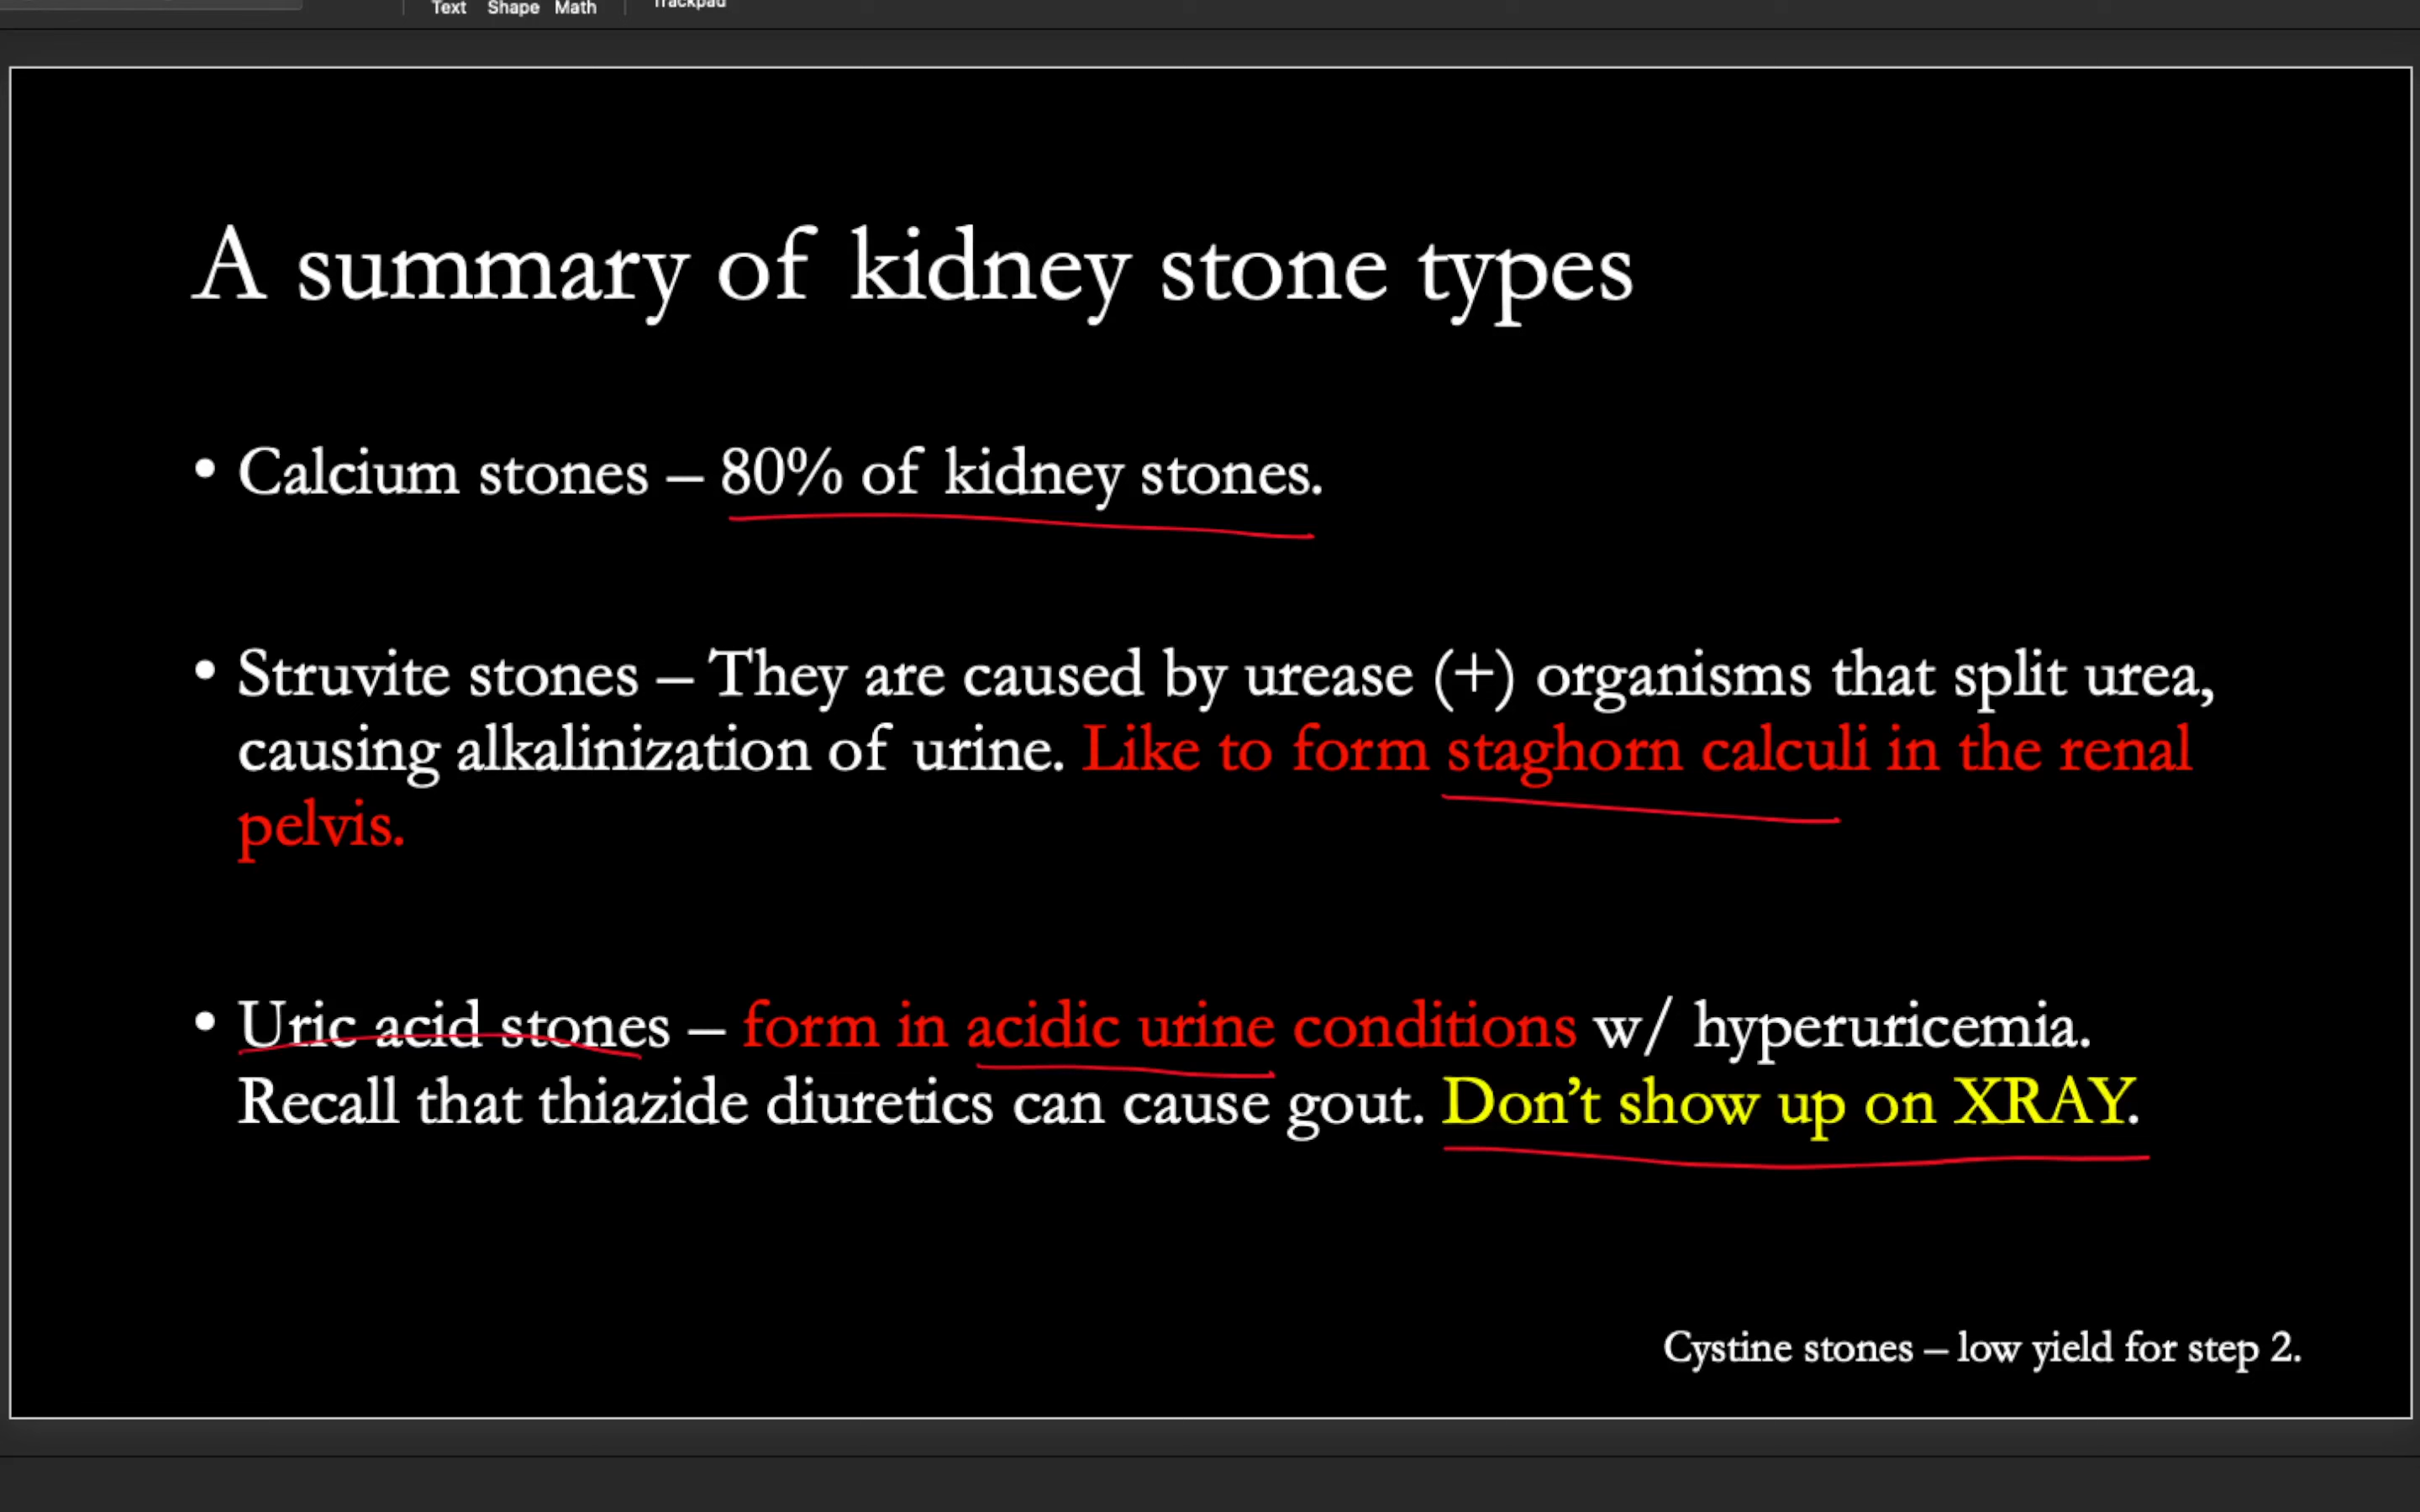 Text Shape Math Trackpad
A summary of kidney stone types
• Calcium stones – 80% of kidney stones.
• Struvite stones – They are caused by urease (+) organisms that split urea,
causing alkalinization of urine. Like to form staghorn calculi in the renal
pelvis.
• Uric acid stones – form in acidic urine conditions w/ hyperuricemia.
Recall that thiazide diuretics can cause gout. Don't show up on XRAY.
Cystine stones – low yield for step 2.